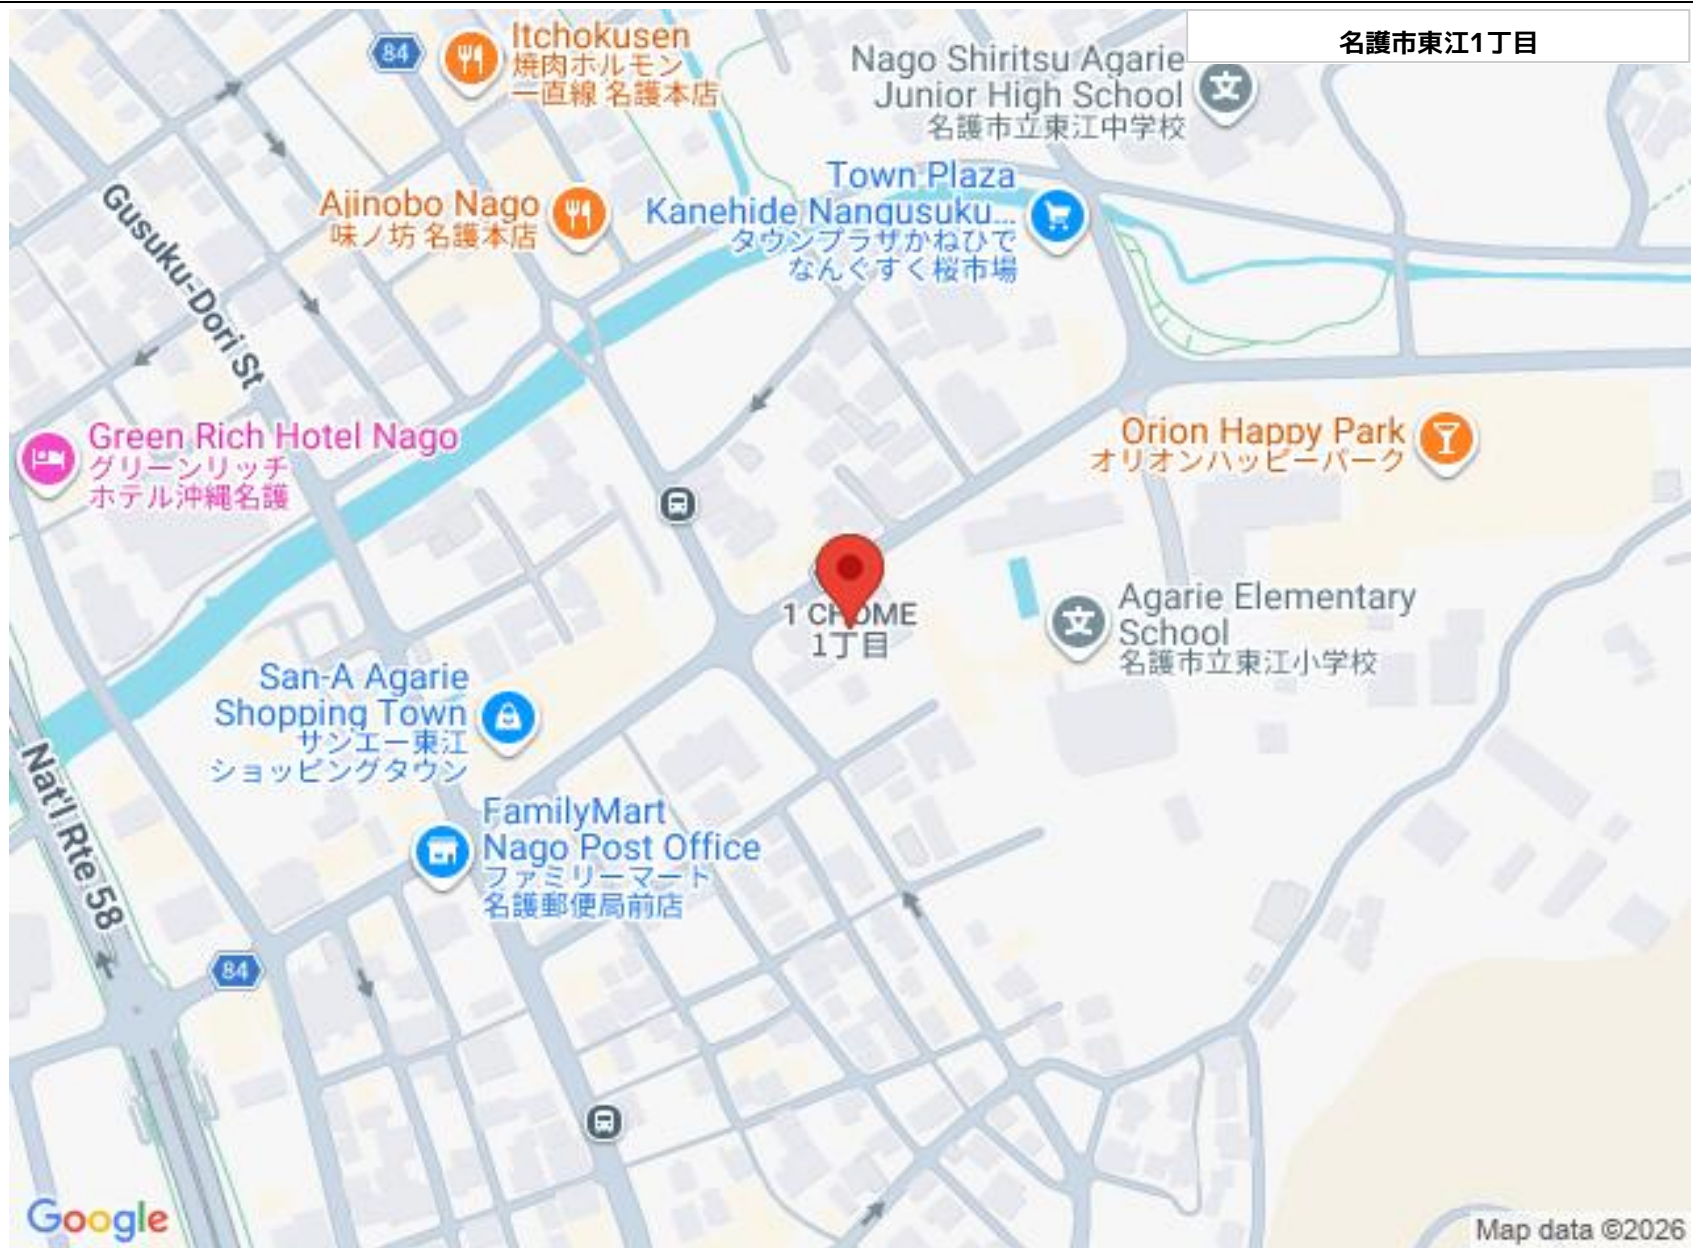 名護市東江1丁目
84
Itchokusen
焼肉ホルモン
一直線 名護本店
Nago Shiritsu Agarie
Junior High School
名護市立東江中学校
文
Town Plaza
Kanehide Nangusuku...
タウンプラザかねひで
なんぐすく桜市場
Ajinobo Nago
味ノ坊 名護本店
Gusuku-Dori St
Green Rich Hotel Nago
グリーンリッチ
ホテル沖縄名護
Orion Happy Park
オリオンハッピーパーク
1 CHOME
1丁目
Agarie Elementary
School
名護市立東江小学校
文
San-A Agarie
Shopping Town
サンエー東江
ショッピングタウン
Nat'l Rte 58
FamilyMart
Nago Post Office
ファミリーマート
名護郵便局前店
84
Google
Map data ©2026